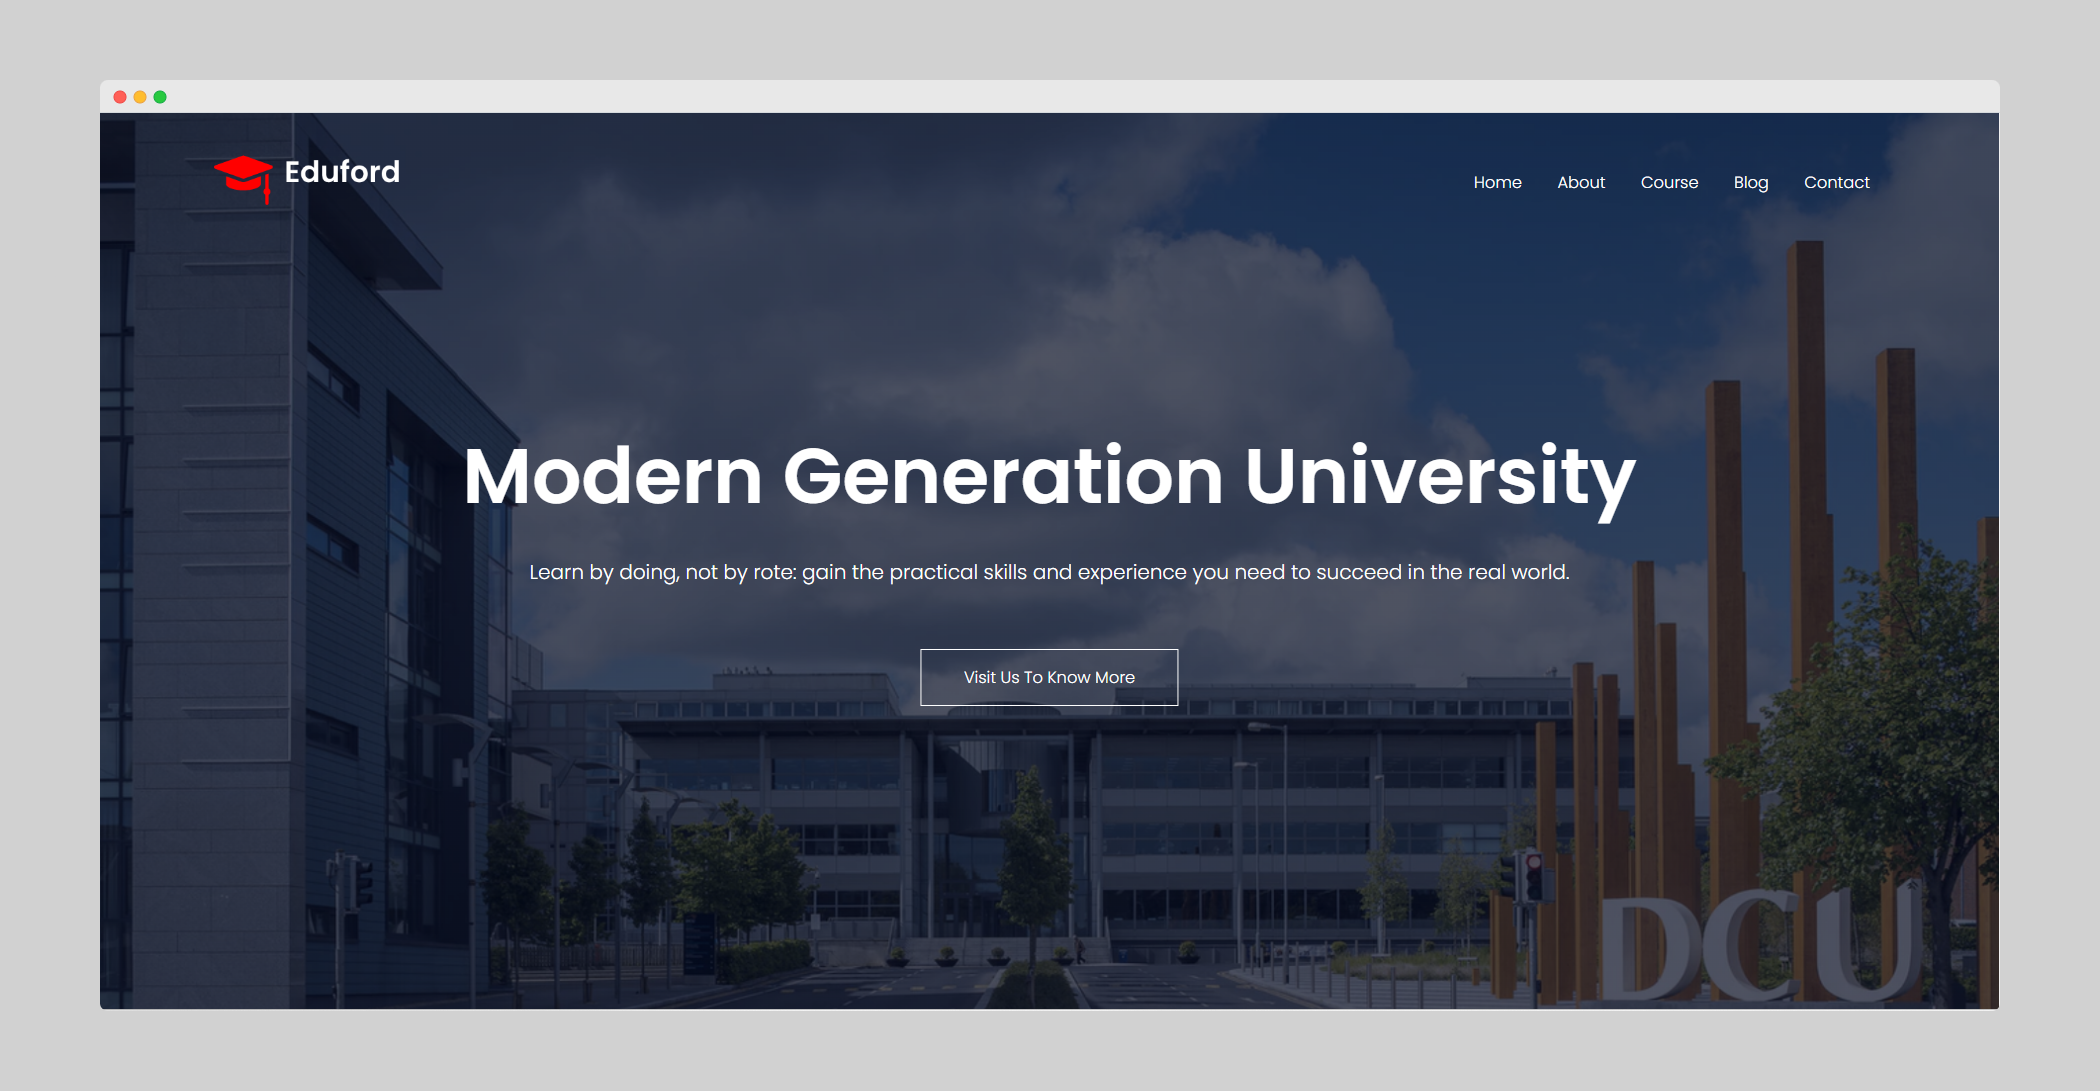 Eduford
Home About Course Blog Contact
Modern Generation University
Learn by doing, not by rote: gain the practical skills and experience you need to succeed in the real world.
Visit Us To Know More
DCU